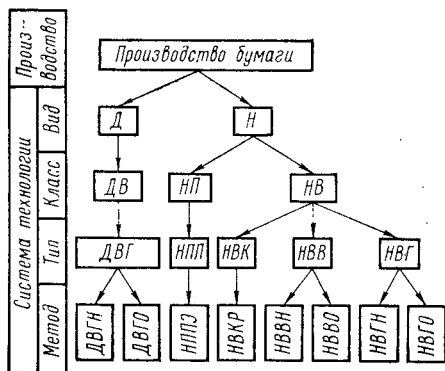 Произ-
водство
Производство бумаги
Система технологии
Вид
Д
Н
Класс
ДВ
НП
НВ
Тип
ДВГ
НПП
НВК
НВВ
НВГ
Метод
ДВГН
ДВГО
НППЭ
НВКР
НВВН
НВВО
НВГН
НВГО